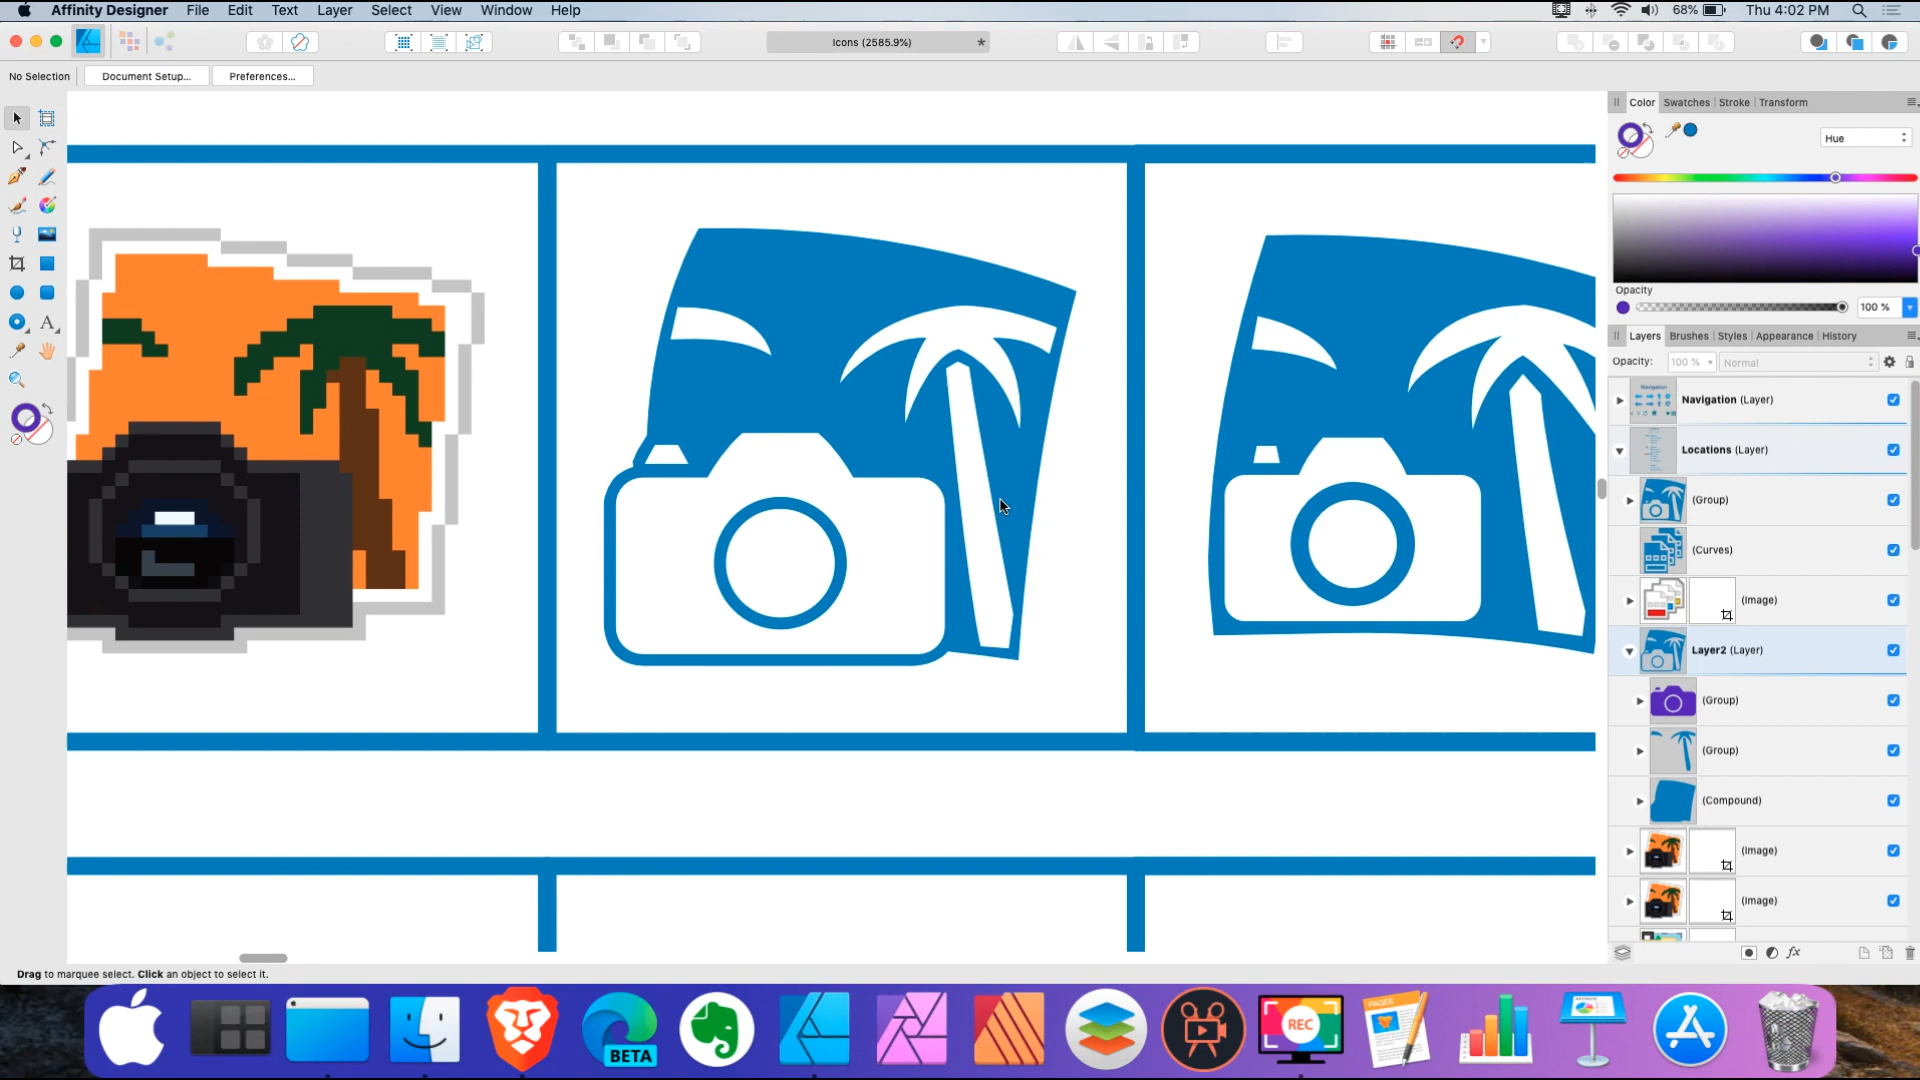 Affinity Designer File Edit Text Layer Select View Window Help 68% Thu 4:02 PM
Icons (2585.9%) *
No Selection Document Setup... Preferences...
Color Swatches Stroke Transform
Hue
Opacity
100 %
Layers Brushes Styles Appearance History
Opacity: 100 % Normal
Navigation (Layer)
Locations (Layer)
(Group)
(Curves)
(Image)
Layer2 (Layer)
(Group)
(Group)
(Compound)
(Image)
(Image)
Drag to marquee select. Click an object to select it.
BETA
REC
PAGES